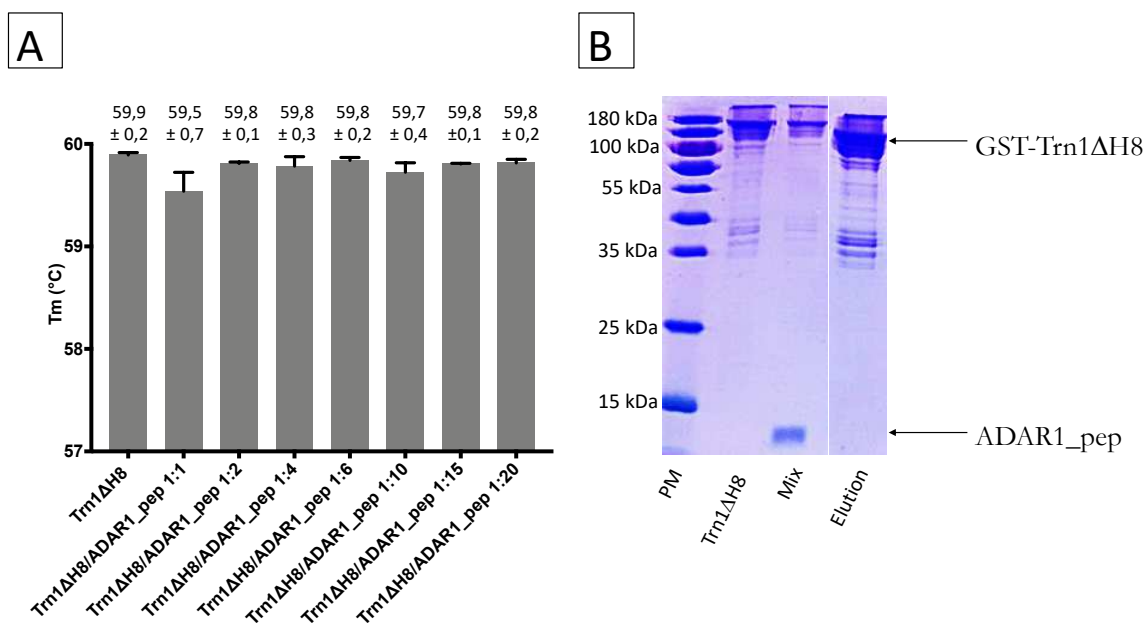 A
59,9 59,5 59,8 59,8 59,8 59,7 59,8 59,8
± 0,2 ± 0,7 ± 0,1 ± 0,3 ± 0,2 ± 0,4 ±0,1 ± 0,2
60
59
58
57
Tm (°C)
Trn1ΔH8
Trn1ΔH8/ADAR1_pep 1:1
Trn1ΔH8/ADAR1_pep 1:2
Trn1ΔH8/ADAR1_pep 1:4
Trn1ΔH8/ADAR1_pep 1:6
Trn1ΔH8/ADAR1_pep 1:10
Trn1ΔH8/ADAR1_pep 1:15
Trn1ΔH8/ADAR1_pep 1:20
B
180 kDa
100 kDa
55 kDa
35 kDa
25 kDa
15 kDa
GST-Trn1ΔH8
ADAR1_pep
PM
Trn1ΔH8
Mix
Elution